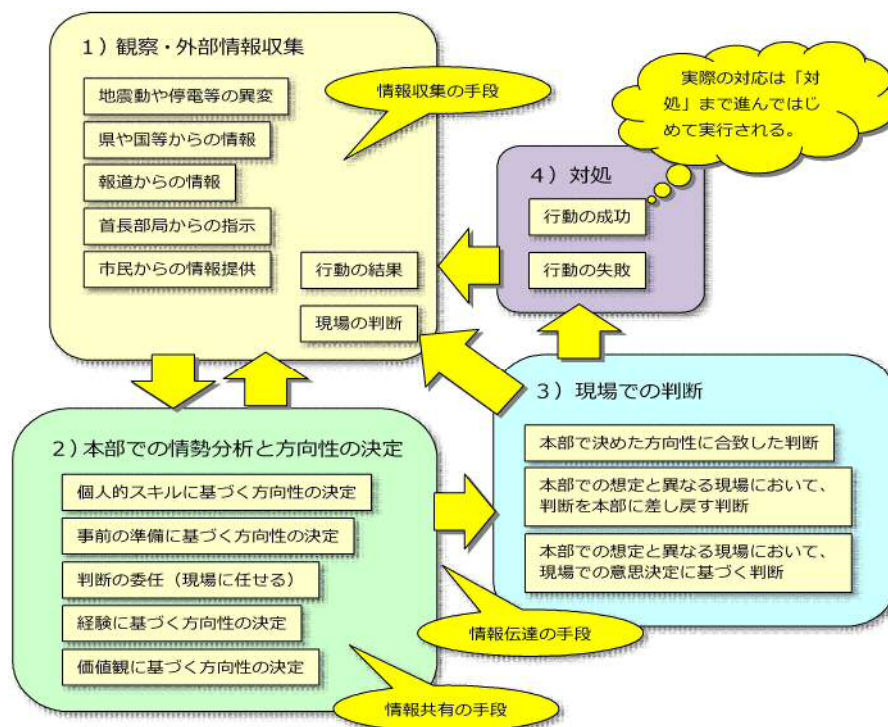 1）観察・外部情報収集
地震動や停電等の異変
県や国等からの情報
報道からの情報
首長部局からの指示
市民からの情報提供
行動の結果
現場の判断
情報収集の手段
実際の対応は「対
処」まで進んではじ
めて実行される。
4）対処
行動の成功
行動の失敗
2）本部での情勢分析と方向性の決定
個人的スキルに基づく方向性の決定
事前の準備に基づく方向性の決定
判断の委任（現場に任せる）
経験に基づく方向性の決定
価値観に基づく方向性の決定
情報伝達の手段
情報共有の手段
3）現場での判断
本部で決めた方向性に合致した判断
本部での想定と異なる現場において、
判断を本部に差し戻す判断
本部での想定と異なる現場において、
現場での意思決定に基づく判断